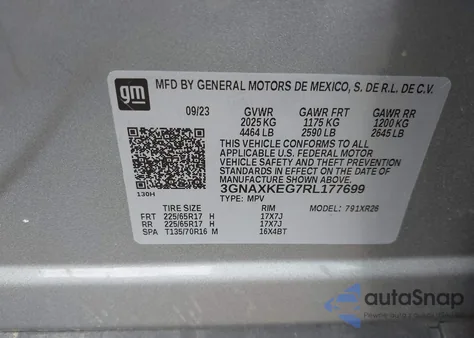 gm
MFD BY GENERAL MOTORS DE MEXICO, S. DE R.L. DE C.V.
09/23 GVWR GAWR FRT GAWR RR
2025 KG 1175 KG 1200 KG
4464 LB 2590 LB 2645 LB
THIS VEHICLE CONFORMS TO ALL
APPLICABLE U.S. FEDERAL MOTOR
VEHICLE SAFETY AND THEFT PREVENTION
STANDARDS IN EFFECT ON THE DATE OF
MANUFACTURE SHOWN ABOVE.
3GNAXKEG7RL177699
130H
TYPE: MPV MODEL: 791XR26
TIRE SIZE RIM
FRT 225/65R17 H 17X7J
RR 225/65R17 H 17X7J
SPA T135/70R16 M 16X4BT
autoSnap